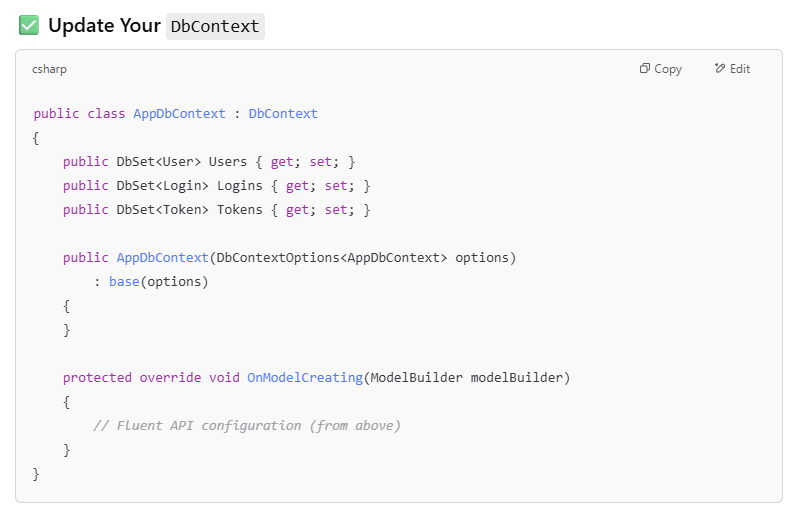 ✅ Update Your DbContext
csharp
Copy
Edit
public class AppDbContext : DbContext
{
    public DbSet<User> Users { get; set; }
    public DbSet<Login> Logins { get; set; }
    public DbSet<Token> Tokens { get; set; }

    public AppDbContext(DbContextOptions<AppDbContext> options)
        : base(options)
    {
    }

    protected override void OnModelCreating(ModelBuilder modelBuilder)
    {
        // Fluent API configuration (from above)
    }
}